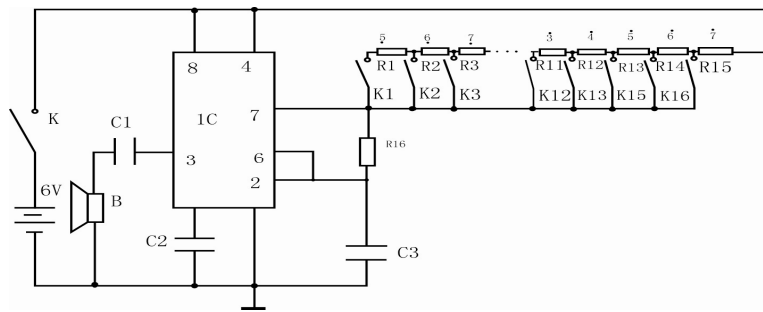 5̇ 6̇ 7̇ 3̇ 4̇ 5̇ 6̇ 7̇
8 4 R1 R2 R3 · · · · R11 R12 R13 R14 R15
K1 K2 K3 K12 K13 K15 K16
K C1 1C 7
R16
3 6
6V B 2
C2 C3